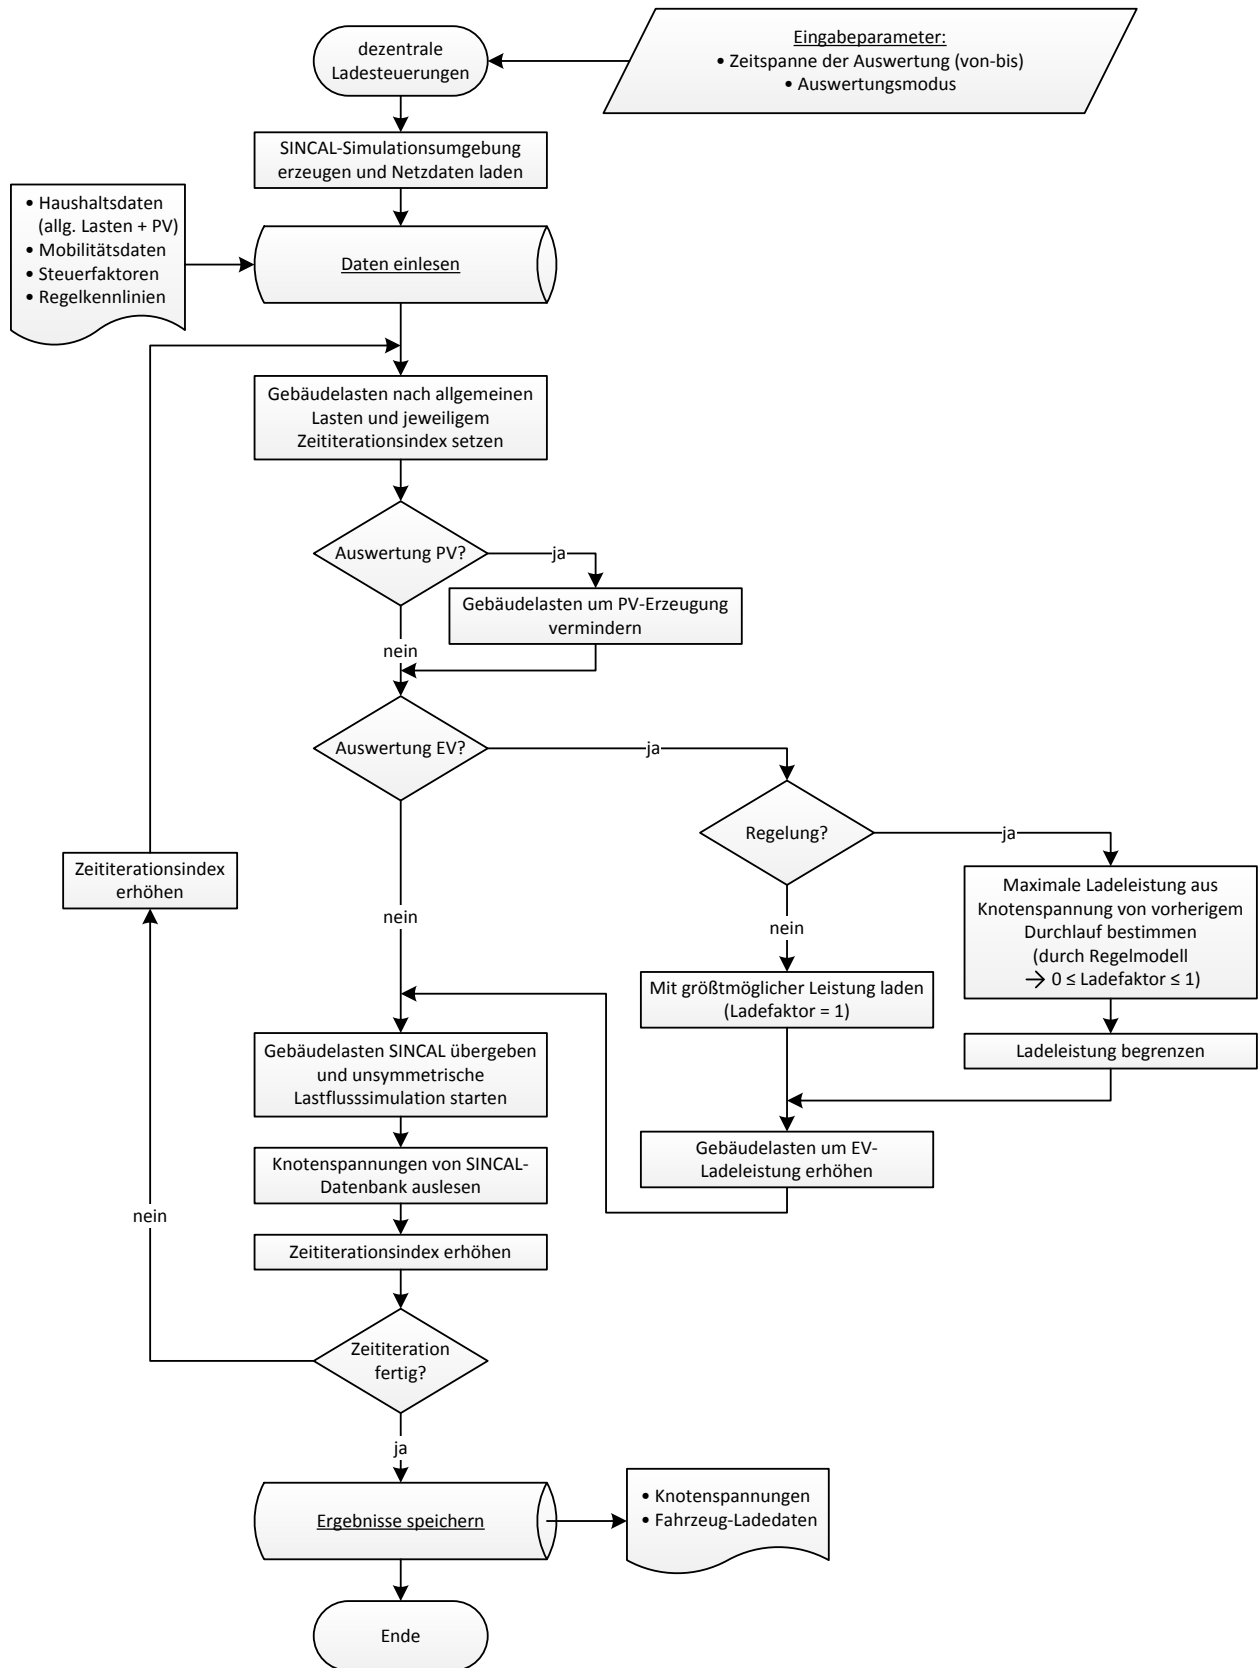 dezentrale
Ladesteuerungen
Eingabeparameter:
• Zeitspanne der Auswertung (von-bis)
• Auswertungsmodus
SINCAL-Simulationsumgebung
erzeugen und Netzdaten laden
• Haushaltsdaten
(allg. Lasten + PV)
• Mobilitätsdaten
• Steuerfaktoren
• Regelkennlinien
Daten einlesen
Gebäudelasten nach allgemeinen
Lasten und jeweiligem
Zeititerationsindex setzen
Auswertung PV?
ja
Gebäudelasten um PV-Erzeugung
vermindern
nein
Auswertung EV?
ja
Regelung?
ja
Zeititerationsindex
erhöhen
Maximale Ladeleistung aus
Knotenspannung von vorherigem
Durchlauf bestimmen
(durch Regelmodell
→ 0 ≤ Ladefaktor ≤ 1)
nein
nein
Mit größtmöglicher Leistung laden
(Ladefaktor = 1)
Ladeleistung begrenzen
Gebäudelasten SINCAL übergeben
und unsymmetrische
Lastflusssimulation starten
Gebäudelasten um EV-
Ladeleistung erhöhen
Knotenspannungen von SINCAL-
Datenbank auslesen
nein
Zeititerationsindex erhöhen
Zeititeration
fertig?
ja
Ergebnisse speichern
• Knotenspannungen
• Fahrzeug-Ladedaten
Ende